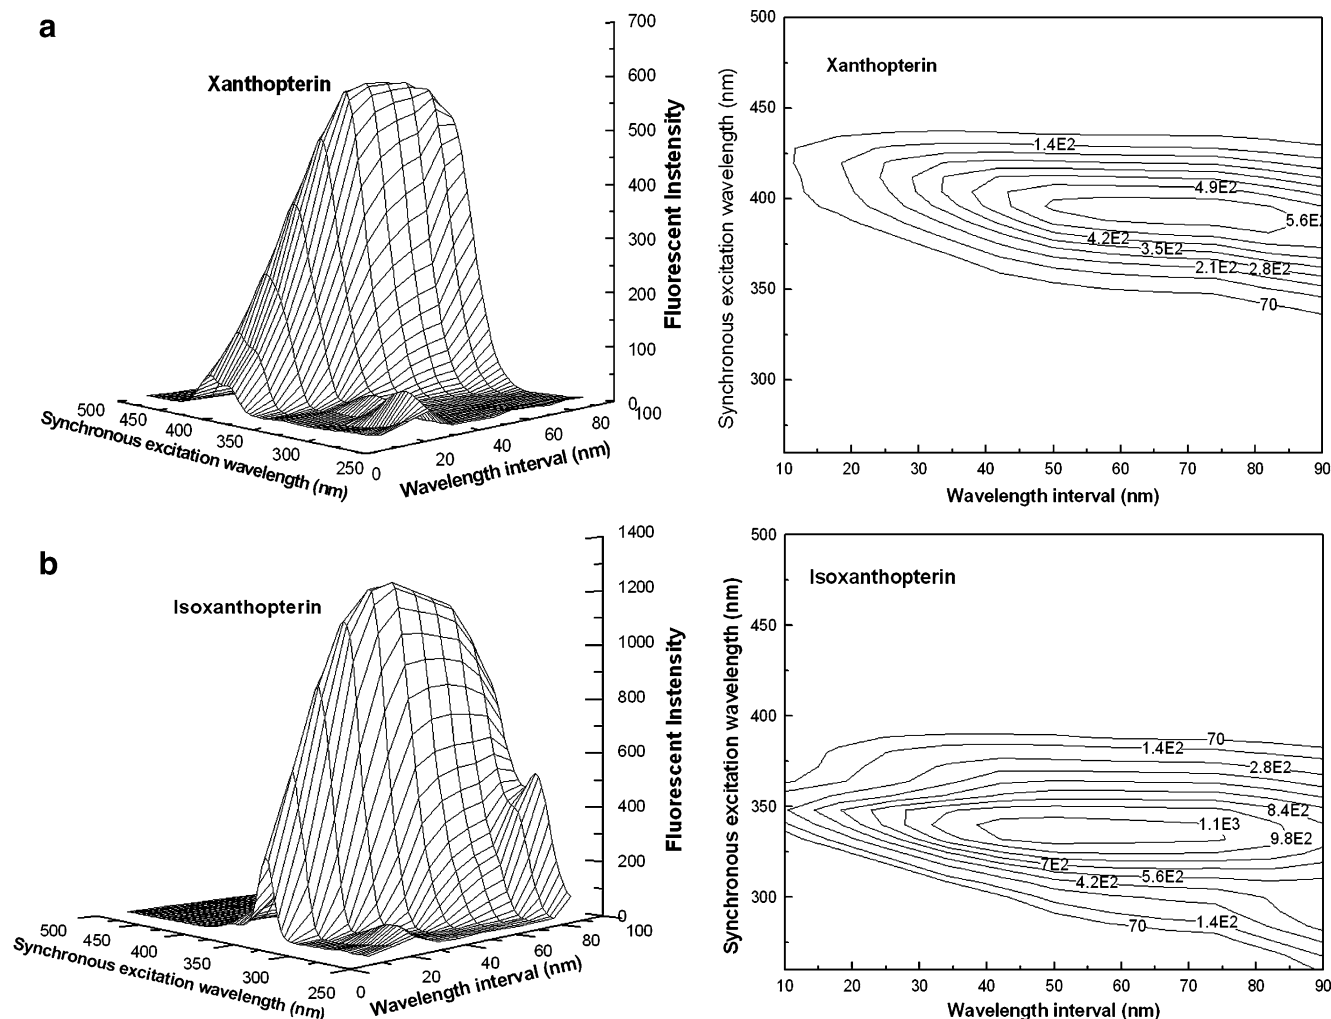 a
Xanthopterin
700
600
500
400
300
200
100
0
Fluorescent Instensity
500
450
400
350
300
250
Synchronous excitation wavelength (nm)
0
20
40
60
80
100
Wavelength interval (nm)
Xanthopterin
500
450
400
350
300
Synchronous excitation wavelength (nm)
1.4E2
4.9E2
5.6E2
4.2E2
3.5E2
2.1E2
2.8E2
70
10 20 30 40 50 60 70 80 90
Wavelength interval (nm)
b
Isoxanthopterin
1400
1200
1000
800
600
400
200
0
Fluorescent Instensity
500
450
400
350
300
250
Synchronous excitation wavelength (nm)
0
20
40
60
80
100
Wavelength interval (nm)
Isoxanthopterin
500
450
400
350
300
Synchronous excitation wavelength (nm)
70
1.4E2
2.8E2
8.4E2
1.1E3
9.8E2
7E2
5.6E2
4.2E2
1.4E2
70
10 20 30 40 50 60 70 80 90
Wavelength interval (nm)